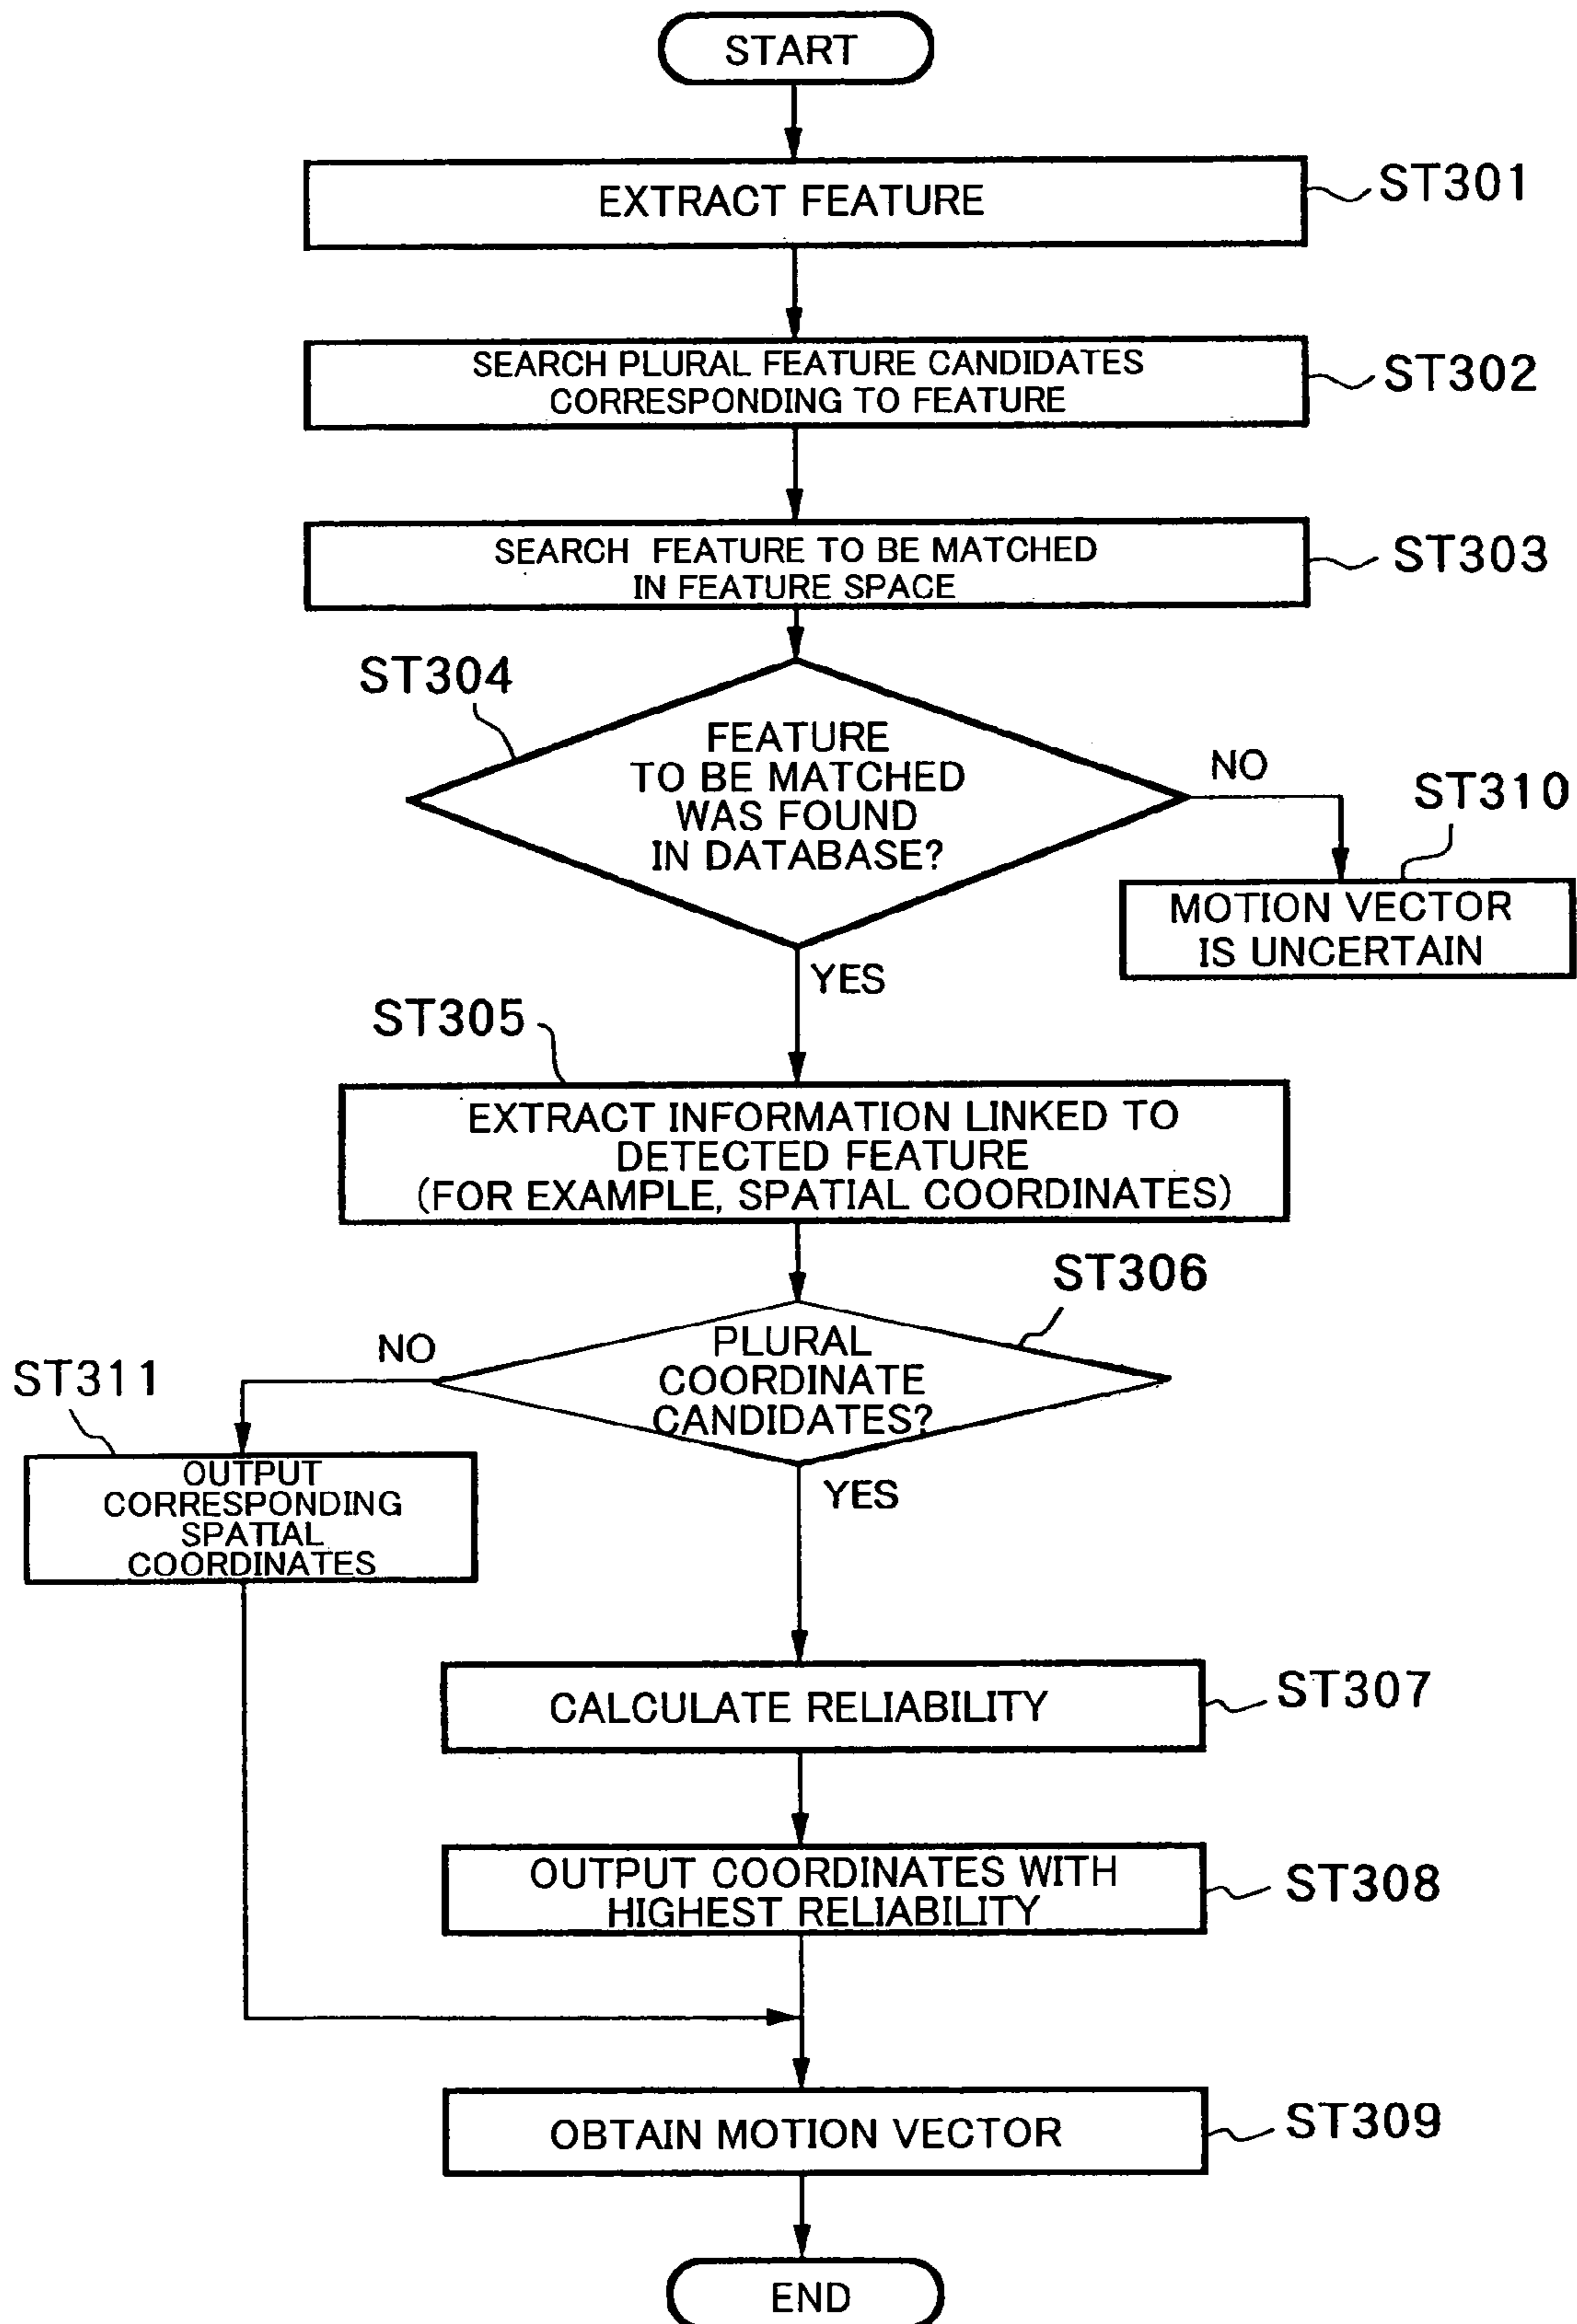 START
EXTRACT FEATURE
ST301
SEARCH PLURAL FEATURE CANDIDATES
CORRESPONDING TO FEATURE
ST302
SEARCH FEATURE TO BE MATCHED
IN FEATURE SPACE
ST303
ST304
FEATURE
TO BE MATCHED
WAS FOUND
IN DATABASE?
NO
ST310
MOTION VECTOR
IS UNCERTAIN
YES
ST305
EXTRACT INFORMATION LINKED TO
DETECTED FEATURE
(FOR EXAMPLE, SPATIAL COORDINATES)
ST306
PLURAL
COORDINATE
CANDIDATES?
NO
ST311
OUTPUT
CORRESPONDING
SPATIAL
COORDINATES
YES
CALCULATE RELIABILITY
ST307
OUTPUT COORDINATES WITH
HIGHEST RELIABILITY
ST308
OBTAIN MOTION VECTOR
ST309
END